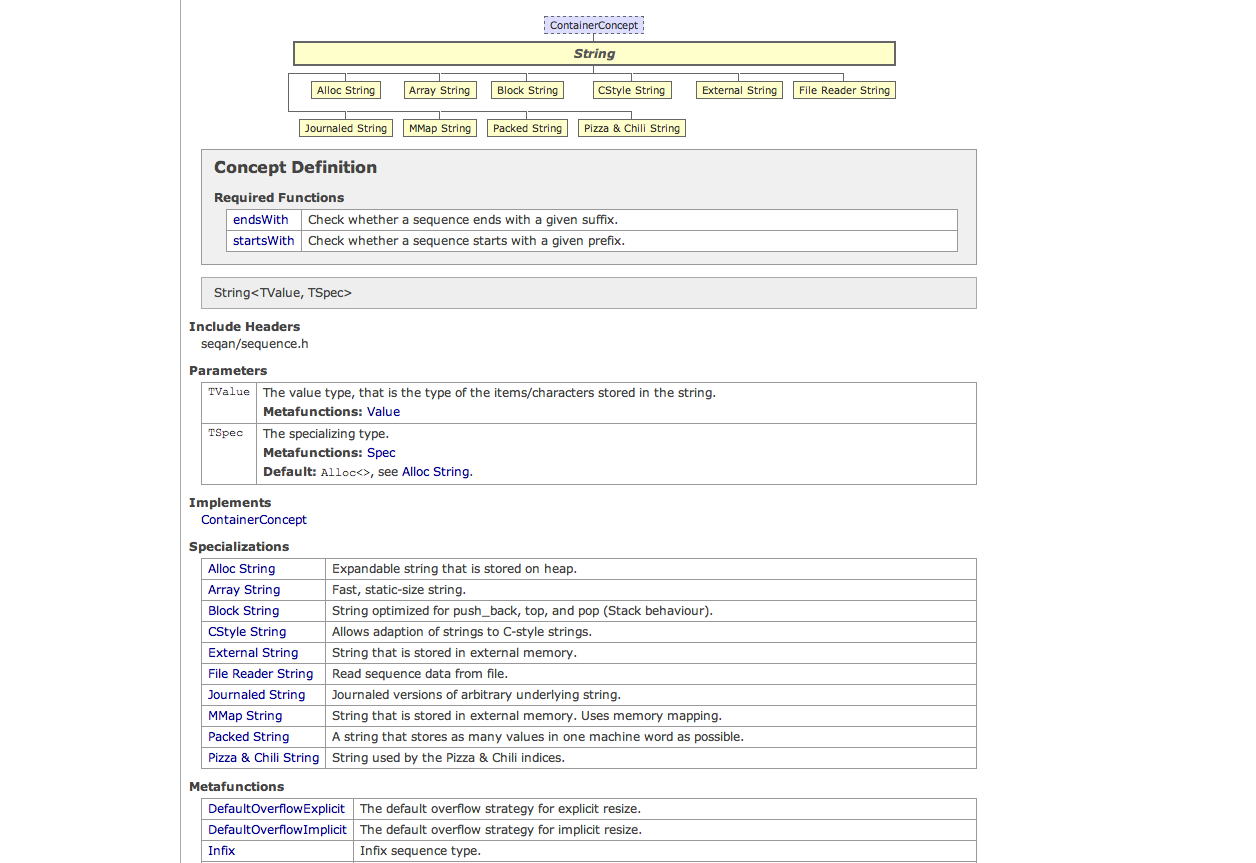 ContainerConcept
String
Alloc String Array String Block String CStyle String External String File Reader String
Journaled String MMap String Packed String Pizza & Chili String
Concept Definition
Required Functions
endsWith Check whether a sequence ends with a given suffix.
startsWith Check whether a sequence starts with a given prefix.
String<TValue, TSpec>
Include Headers
seqan/sequence.h
Parameters
TValue The value type, that is the type of the items/characters stored in the string.
Metafunctions: Value
TSpec The specializing type.
Metafunctions: Spec
Default: Alloc<>, see Alloc String.
Implements
ContainerConcept
Specializations
Alloc String Expandable string that is stored on heap.
Array String Fast, static-size string.
Block String String optimized for push_back, top, and pop (Stack behaviour).
CStyle String Allows adaption of strings to C-style strings.
External String String that is stored in external memory.
File Reader String Read sequence data from file.
Journaled String Journaled versions of arbitrary underlying string.
MMap String String that is stored in external memory. Uses memory mapping.
Packed String A string that stores as many values in one machine word as possible.
Pizza & Chili String String used by the Pizza & Chili indices.
Metafunctions
DefaultOverflowExplicit The default overflow strategy for explicit resize.
DefaultOverflowImplicit The default overflow strategy for implicit resize.
Infix Infix sequence type.